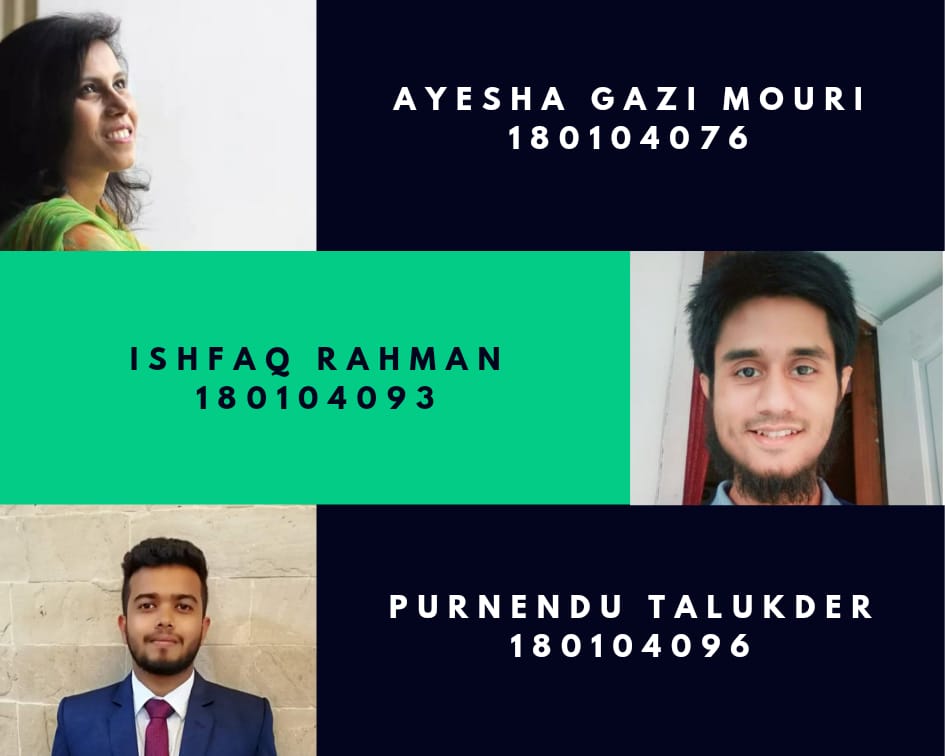 AYESHA GAZI MOURI
180104076
ISHFAQ RAHMAN
180104093
PURNENDU TALUKDER
180104096